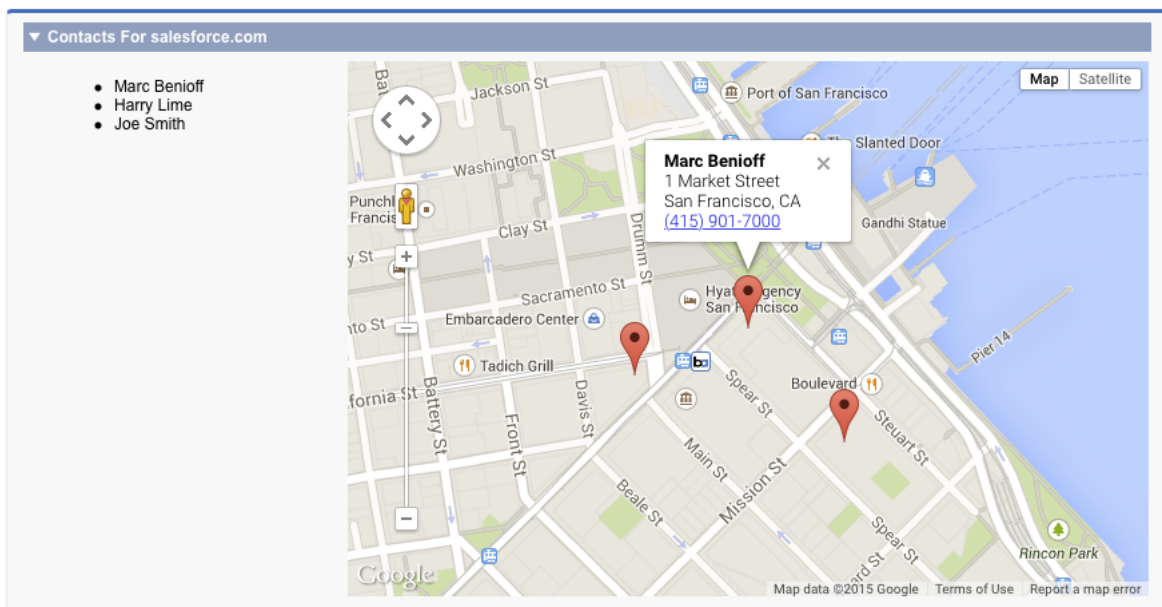 Contacts For salesforce.com
Marc Benioff
Harry Lime
Joe Smith
Jackson St
Port of San Francisco
Map
Satellite
Washington St
The Slanted Door
Marc Benioff
1 Market Street
San Francisco, CA
(415) 901-7000
Clay St
Drumm St
Gandhi Statue
Sacramento St
Hyatt Regency
San Francisco
Embarcadero Center
Tadich Grill
Pier 14
Boulevard
Battery St
Front St
Davis St
Spear St
Steuart St
Main St
Mission St
Beale St
Spear St
Rincon Park
Google
Map data ©2015 Google
Terms of Use
Report a map error